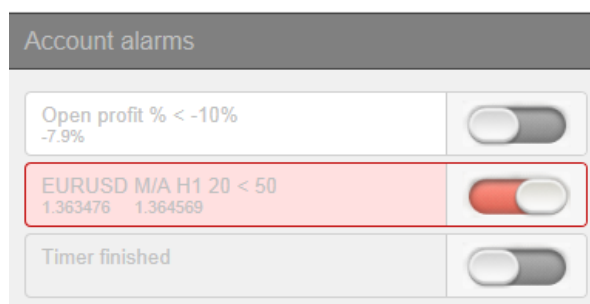 Account alarms
Open profit % < -10%
-7.9%
EURUSD M/A H1 20 < 50
1.363476 1.364569
Timer finished